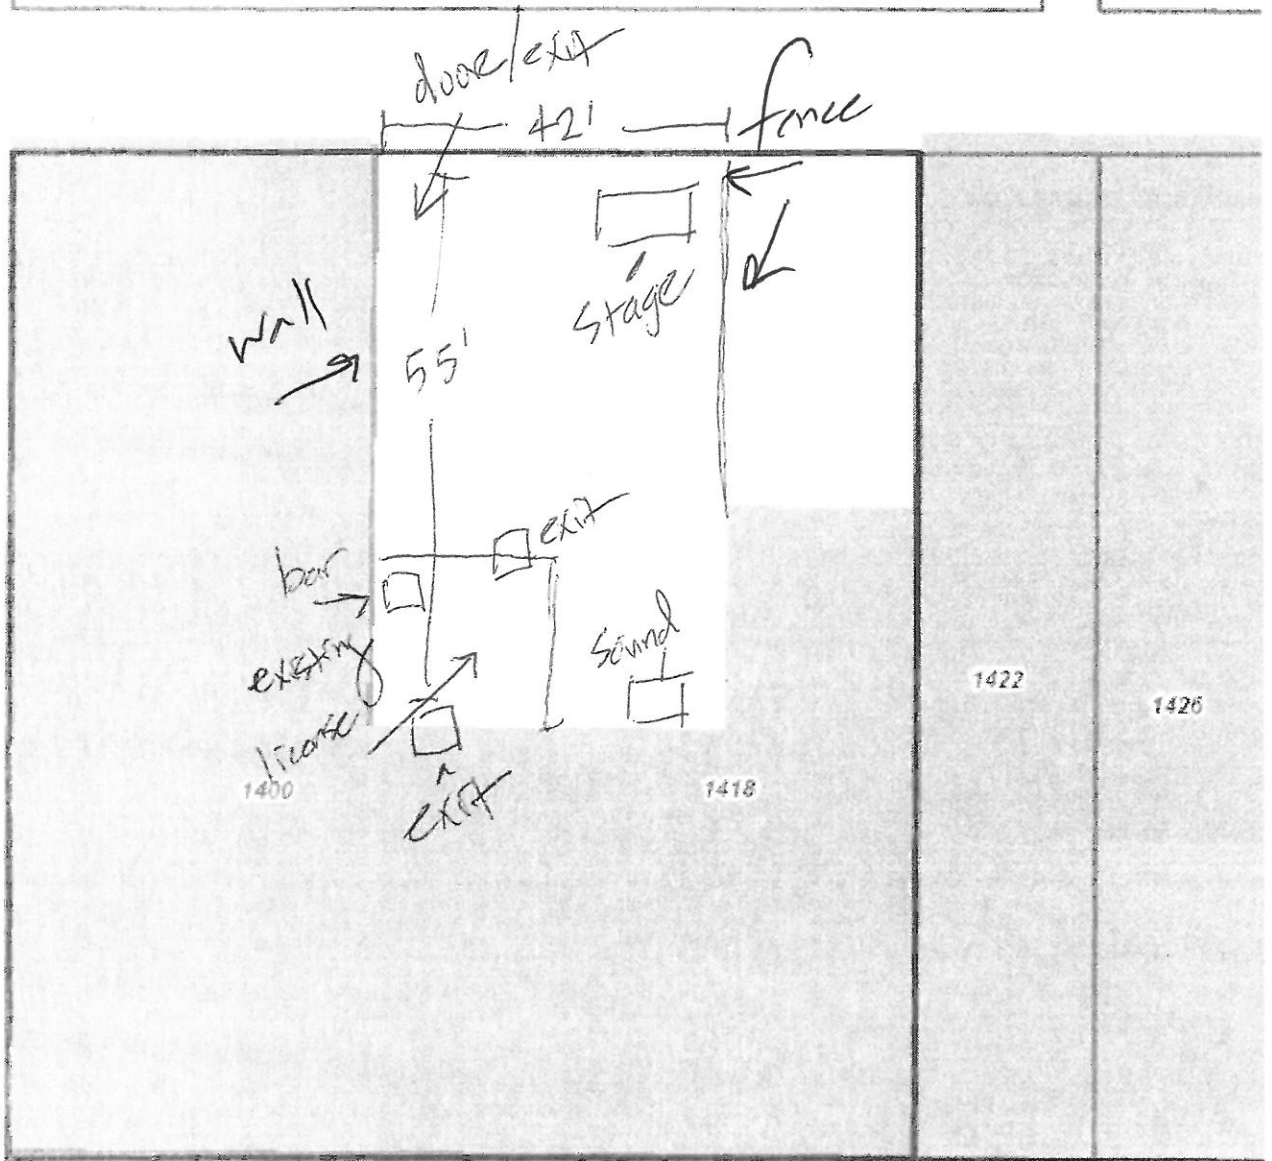 door/exit
42'
fence
stage
wall
55'
exit
bar
existing
license
sound
exit
1400
1418
1422
1426